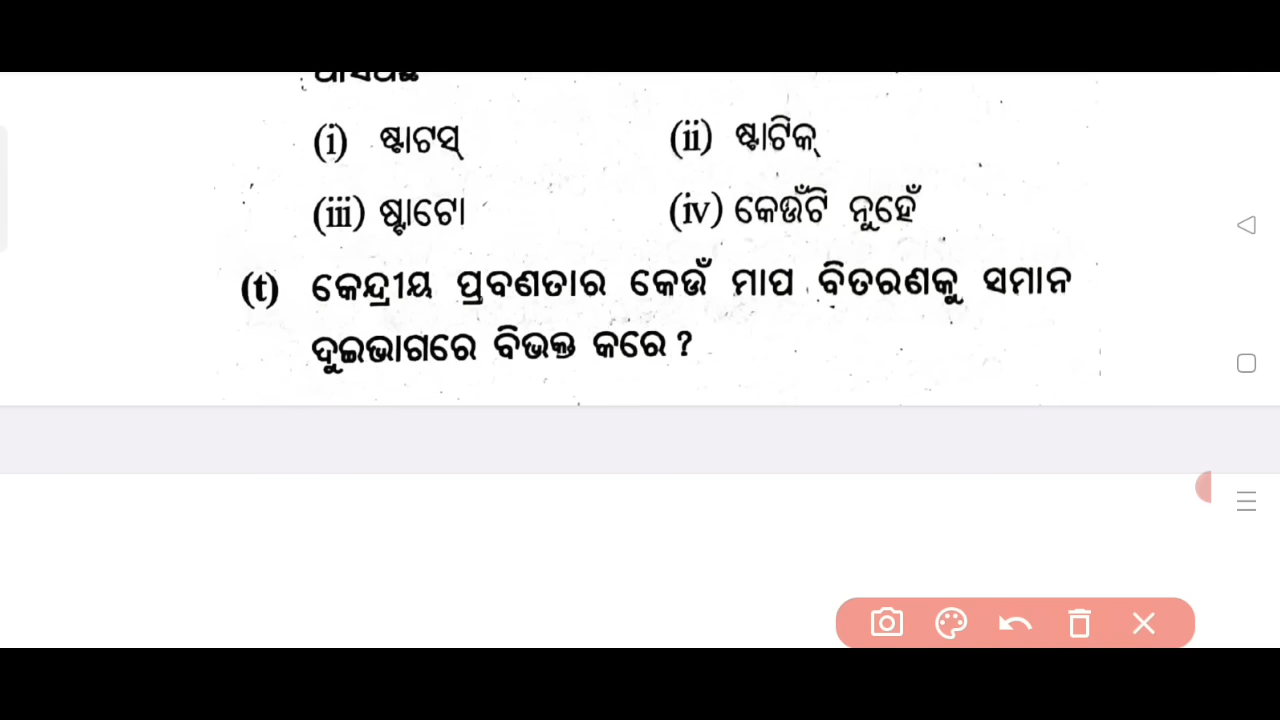 (i) ଷ୍ଟାଟସ୍ (ii) ଷ୍ଟାଟିକ୍
(iii) ଷ୍ଟାଟୋ (iv) କେଉଁଟି ନୁହେଁ
(t) କେନ୍ଦ୍ରୀୟ ପ୍ରବଣତାର କେଉଁ ମାପ ବିତରଣକୁ ସମାନ
ଦୁଇଭାଗରେ ବିଭକ୍ତ କରେ ?